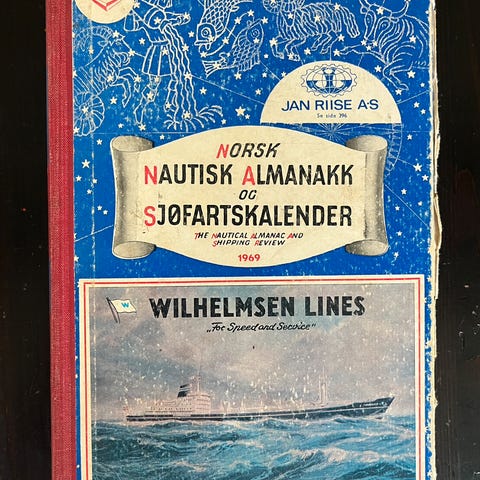 JAN RIISE A·S
Se side 396
NORSK
NAUTISK ALMANAKK
OG
SJØFARTSKALENDER
THE NAUTICAL ALMANAC AND
SHIPPING REVIEW
1969
W
WILHELMSEN LINES
„For Speed and Service"